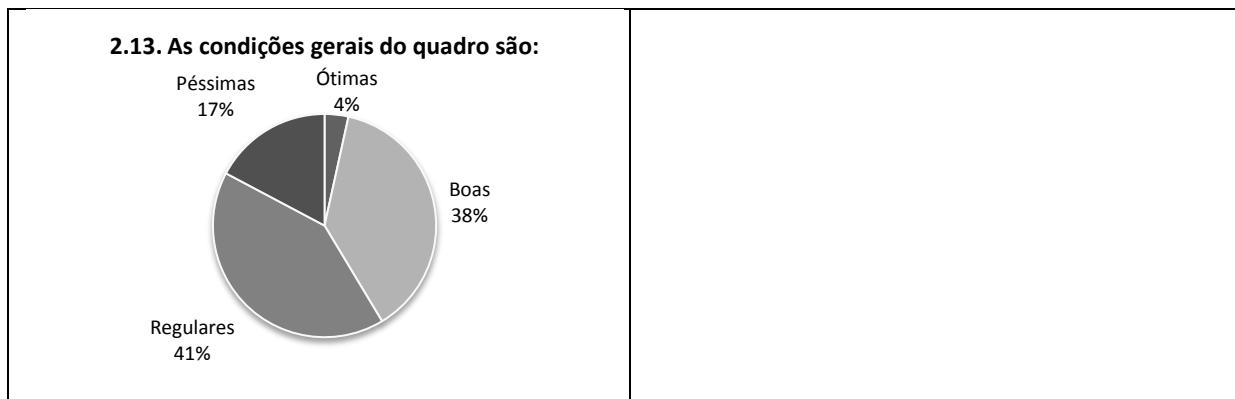 2.13. As condições gerais do quadro são:
Péssimas
17%
Ótimas
4%
Boas
38%
Regulares
41%